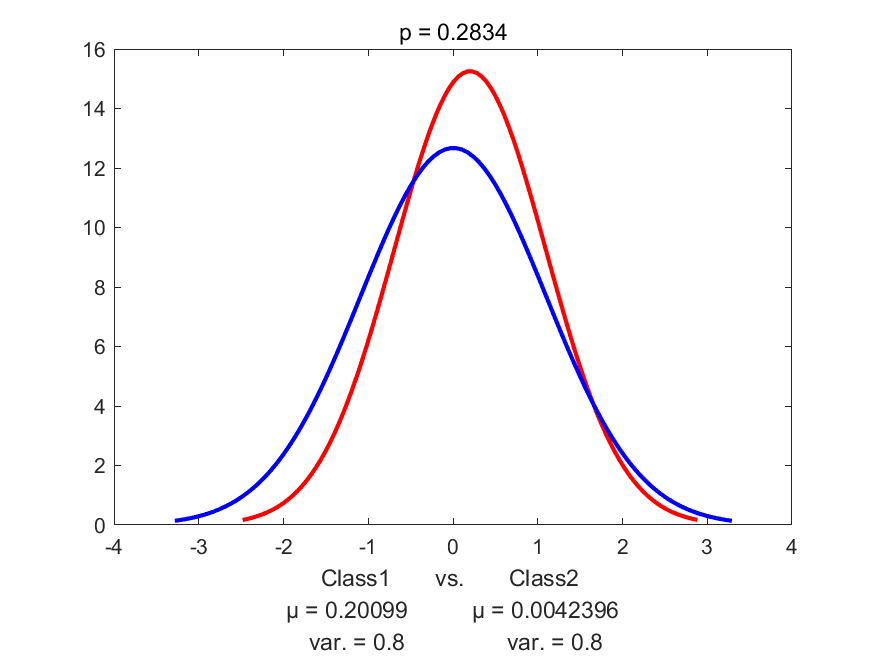 p = 0.2834
16
14
12
10
8
6
4
2
0
-4 -3 -2 -1 0 1 2 3 4
Class1 vs. Class2
μ = 0.20099 μ = 0.0042396
var. = 0.8 var. = 0.8